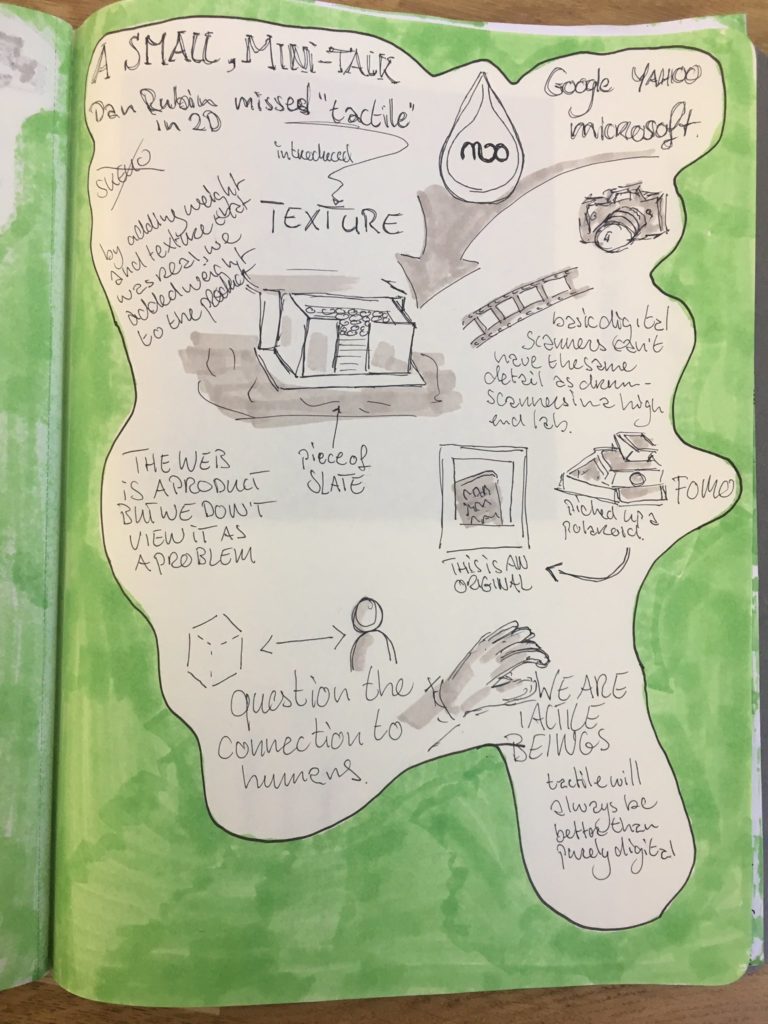 A SMALL, MINI-TALK
Dan Rubin missed "tactile"
in 2D
introduced
TEXTURE
moo
Google YAHOO
microsoft.
by adding weight
and texture that
was real, we
added weight
to the product
piece of
SLATE
basic digital
scanners can't
have the same
detail as drum-
scanners in a high
end lab.
THE WEB
IS A PRODUCT
BUT WE DON'T
VIEW IT AS
A PROBLEM
FOMO
picked up a
polaroid.
THIS IS AN
ORIGINAL
question the
connection to
humans.
WE ARE
TACTILE
BEINGS
tactile will
always be
better than
purely digital